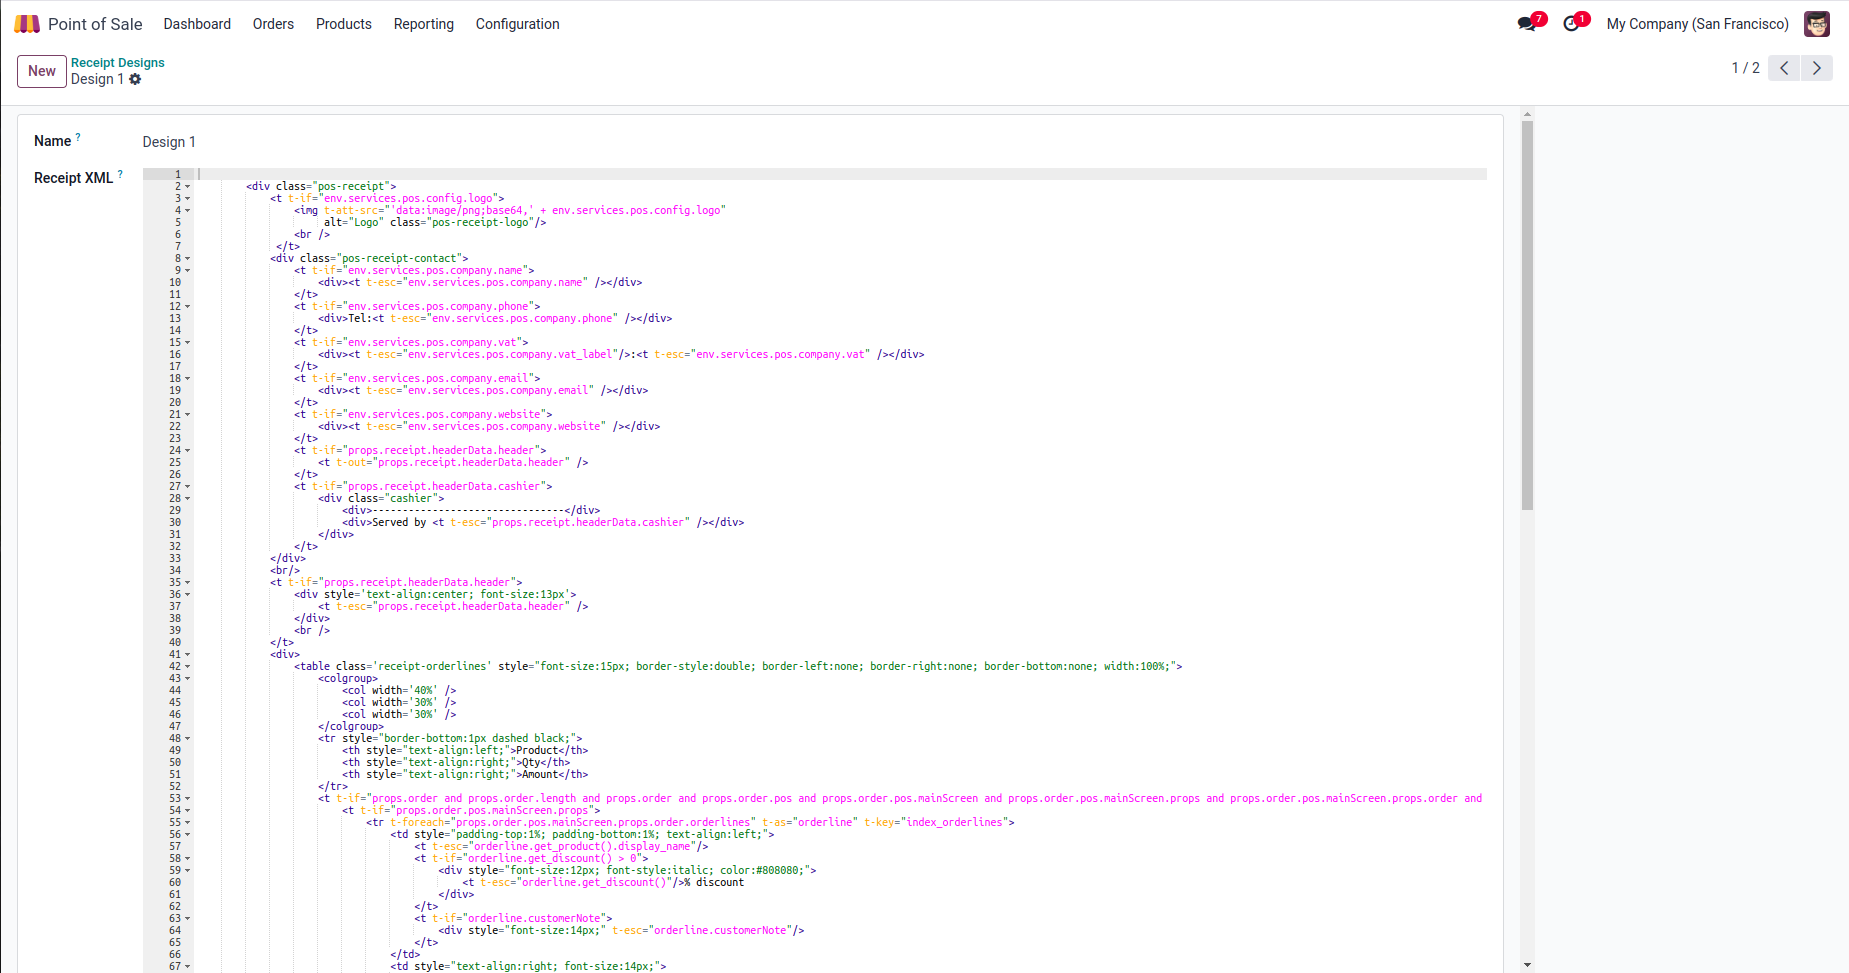 Point of Sale Dashboard Orders Products Reporting Configuration 7 1 My Company (San Francisco)
New Receipt Designs
Design 1 1 / 2
Name ? Design 1
Receipt XML ?
1
2 <div class="pos-receipt">
3 <t t-if="env.services.pos.config.logo">
4 <img t-att-src="'data:image/png;base64,' + env.services.pos.config.logo"
5 alt="Logo" class="pos-receipt-logo"/>
6 <br />
7 </t>
8 <div class="pos-receipt-contact">
9 <t t-if="env.services.pos.company.name">
10 <div><t t-esc="env.services.pos.company.name" /></div>
11 </t>
12 <t t-if="env.services.pos.company.phone">
13 <div>Tel:<t t-esc="env.services.pos.company.phone" /></div>
14 </t>
15 <t t-if="env.services.pos.company.vat">
16 <div><t t-esc="env.services.pos.company.vat_label"/>:<t t-esc="env.services.pos.company.vat" /></div>
17 </t>
18 <t t-if="env.services.pos.company.email">
19 <div><t t-esc="env.services.pos.company.email" /></div>
20 </t>
21 <t t-if="env.services.pos.company.website">
22 <div><t t-esc="env.services.pos.company.website" /></div>
23 </t>
24 <t t-if="props.receipt.headerData.header">
25 <t t-out="props.receipt.headerData.header" />
26 </t>
27 <t t-if="props.receipt.headerData.cashier">
28 <div class="cashier">
29 <div>--------------------------------</div>
30 <div>Served by <t t-esc="props.receipt.headerData.cashier" /></div>
31 </div>
32 </t>
33 </div>
34 <br/>
35 <t t-if="props.receipt.headerData.header">
36 <div style='text-align:center; font-size:13px'>
37 <t t-esc="props.receipt.headerData.header" />
38 </div>
39 <br />
40 </t>
41 <div>
42 <table class='receipt-orderlines' style="font-size:15px; border-style:double; border-left:none; border-right:none; border-bottom:none; width:100%;">
43 <colgroup>
44 <col width='40%' />
45 <col width='30%' />
46 <col width='30%' />
47 </colgroup>
48 <tr style="border-bottom:1px dashed black;">
49 <th style="text-align:left;">Product</th>
50 <th style="text-align:right;">Qty</th>
51 <th style="text-align:right;">Amount</th>
52 </tr>
53 <t t-if="props.order and props.order.length and props.order and props.order.pos and props.order.pos.mainScreen and props.order.pos.mainScreen.props and props.order.pos.mainScreen.props.order and
54 <t t-if="props.order.pos.mainScreen.props">
55 <tr t-foreach="props.order.pos.mainScreen.props.order.orderlines" t-as="orderline" t-key="index_orderlines">
56 <td style="padding-top:1%; padding-bottom:1%; text-align:left;">
57 <t t-esc="orderline.get_product().display_name"/>
58 <t t-if="orderline.get_discount() > 0">
59 <div style="font-size:12px; font-style:italic; color:#808080;">
60 <t t-esc="orderline.get_discount()"/>% discount
61 </div>
62 </t>
63 <t t-if="orderline.customerNote">
64 <div style="font-size:14px;" t-esc="orderline.customerNote"/>
65 </t>
66 </td>
67 <td style="text-align:right; font-size:14px;">